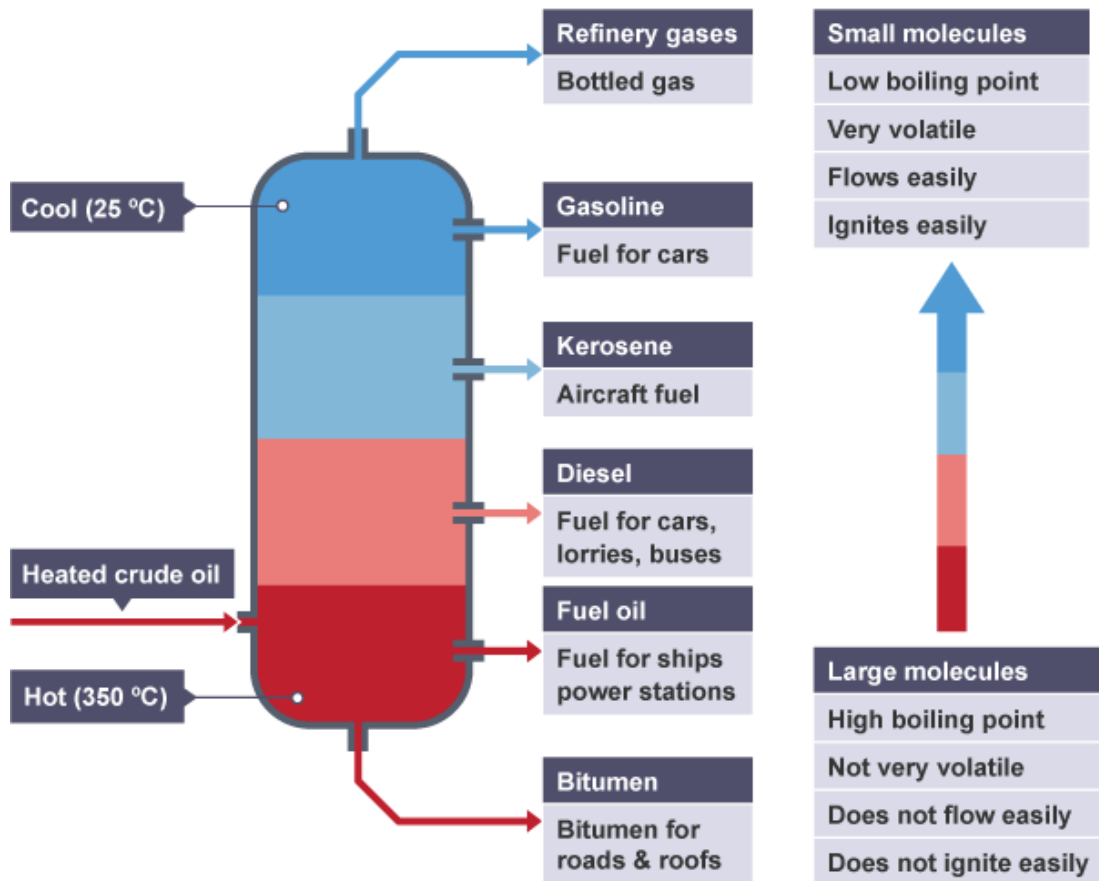 Refinery gases
Bottled gas
Cool (25 ºC)
Gasoline
Fuel for cars
Kerosene
Aircraft fuel
Diesel
Fuel for cars,
lorries, buses
Heated crude oil
Fuel oil
Fuel for ships
power stations
Hot (350 ºC)
Bitumen
Bitumen for
roads & roofs
Small molecules
Low boiling point
Very volatile
Flows easily
Ignites easily
Large molecules
High boiling point
Not very volatile
Does not flow easily
Does not ignite easily